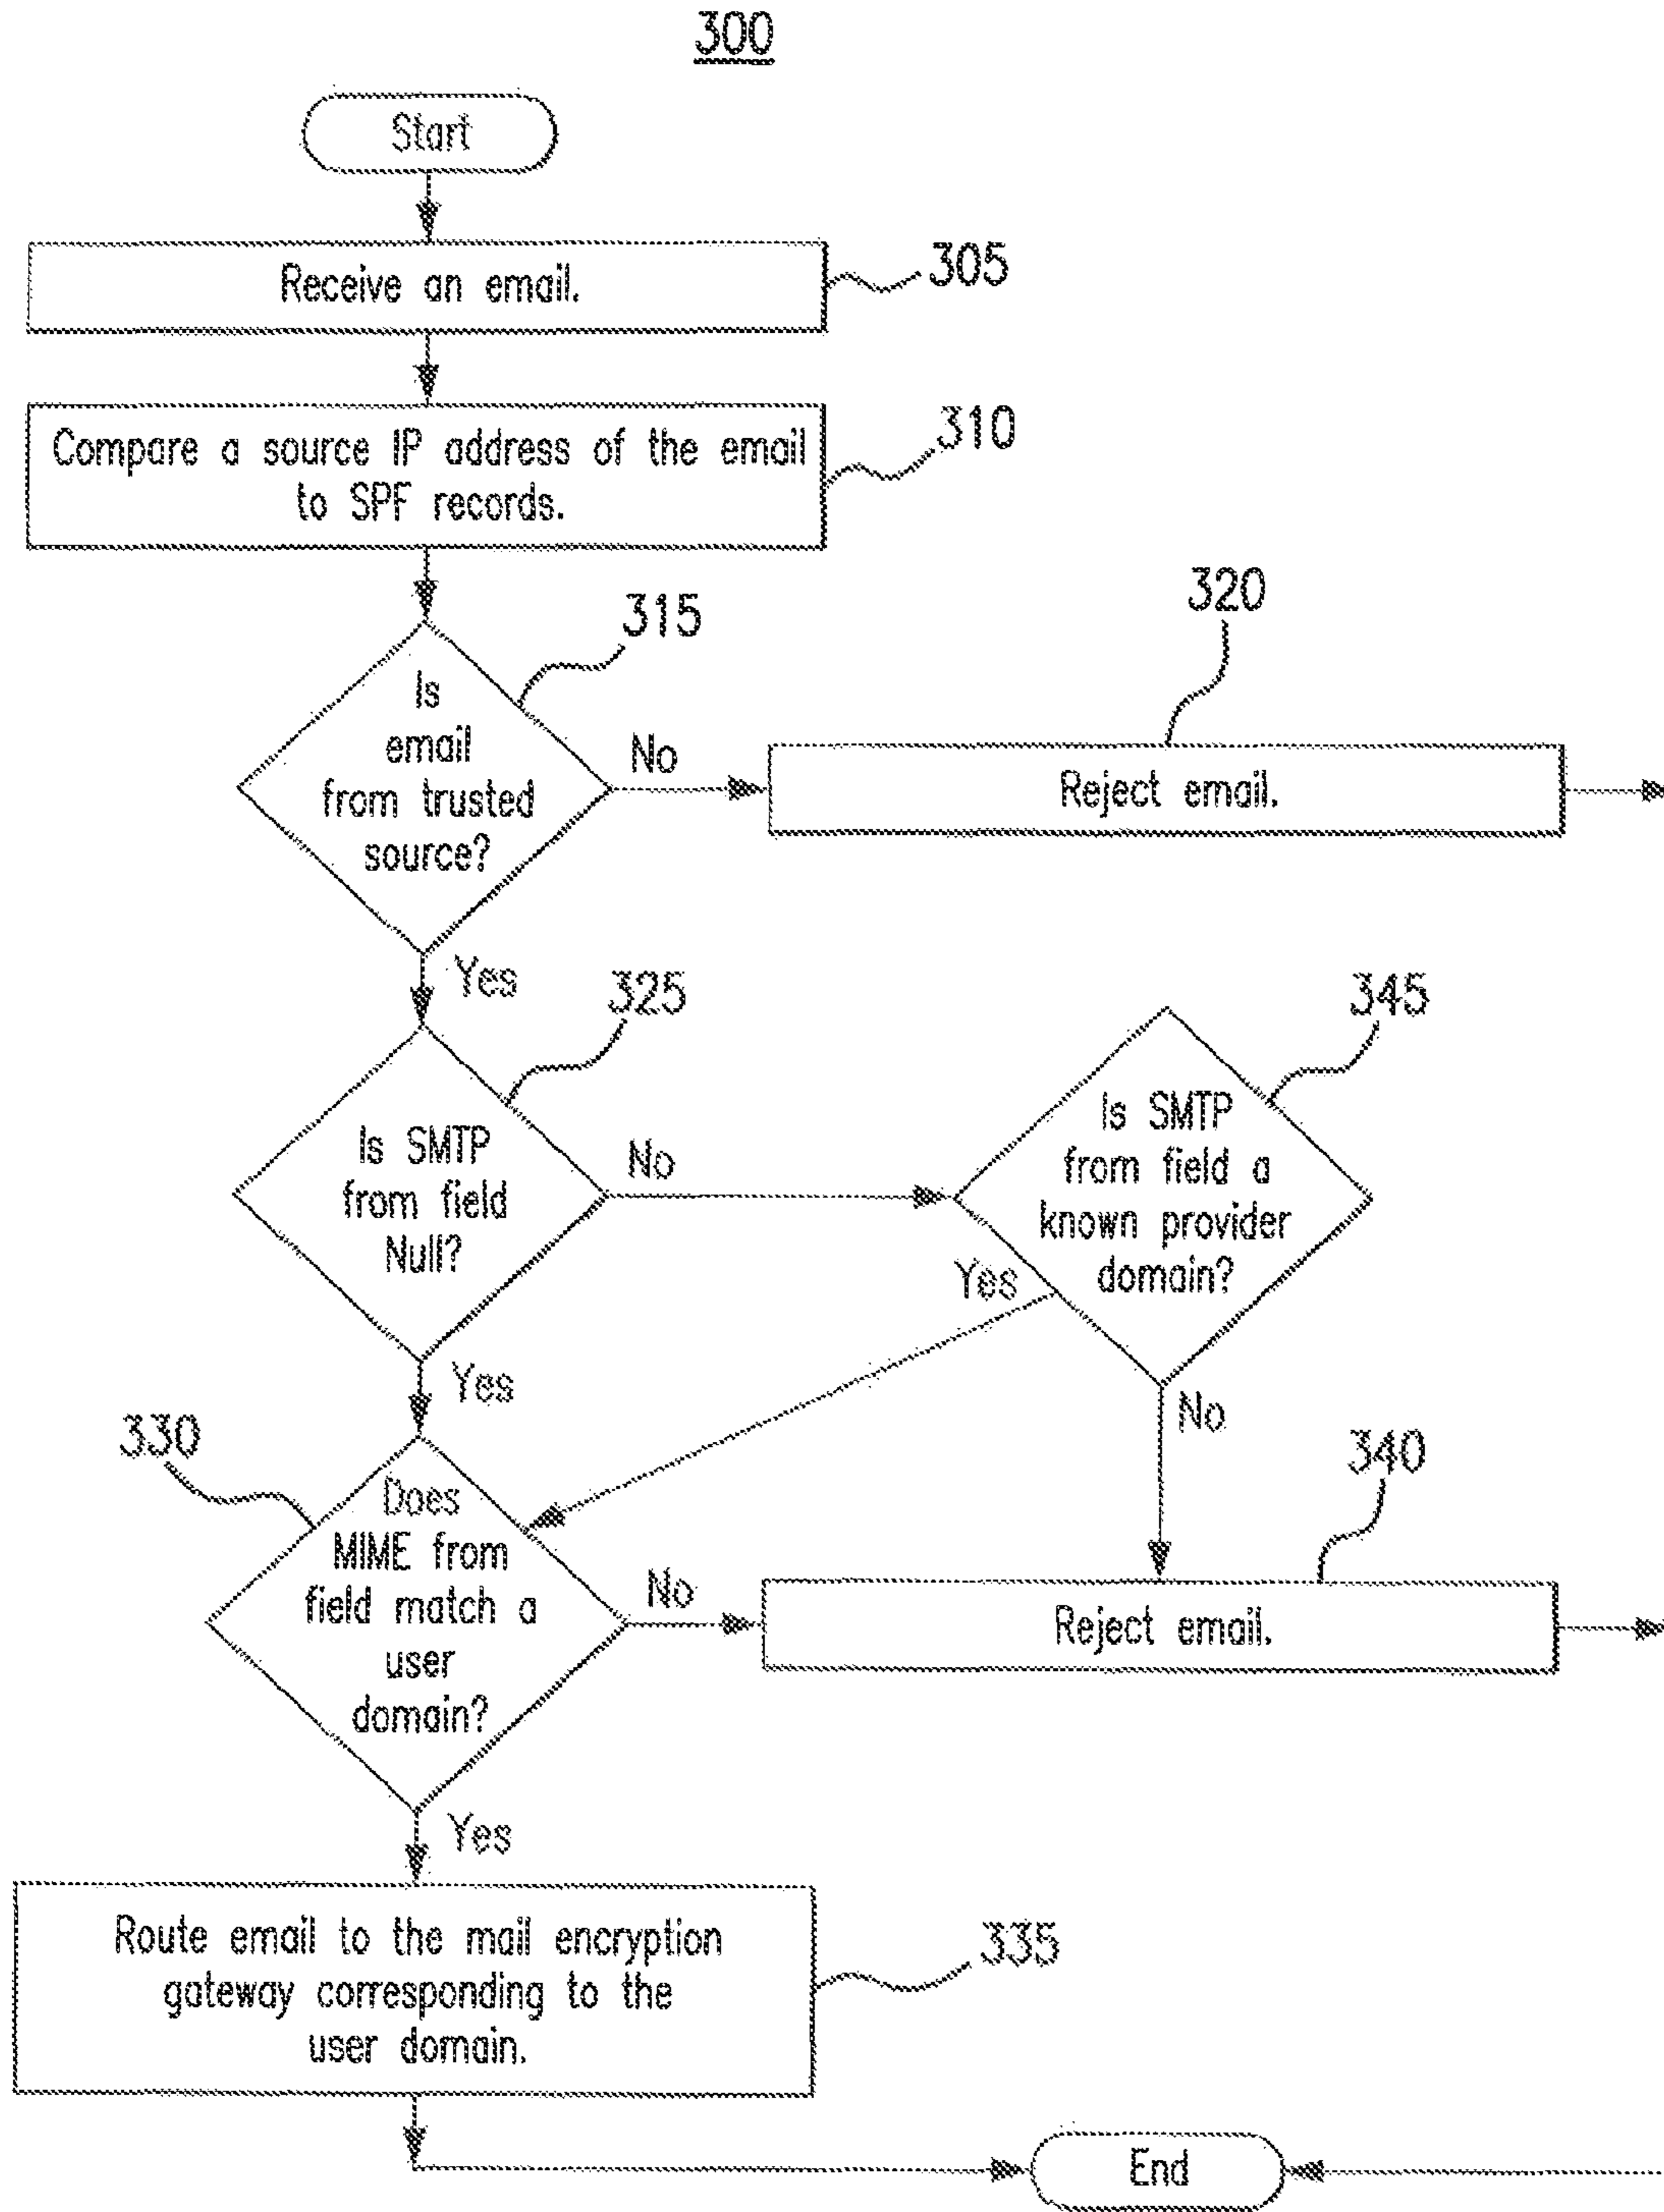 300
Start
Receive an email.
305
Compare a source IP address of the email
to SPF records.
310
315
Is
email
from trusted
source?
No
320
Reject email.
Yes
325
Is SMTP
from field
Null?
No
345
Is SMTP
from field a
known provider
domain?
Yes
No
Yes
330
Does
MIME from
field match a
user
domain?
No
340
Reject email.
Yes
Route email to the mail encryption
gateway corresponding to the
user domain.
335
End